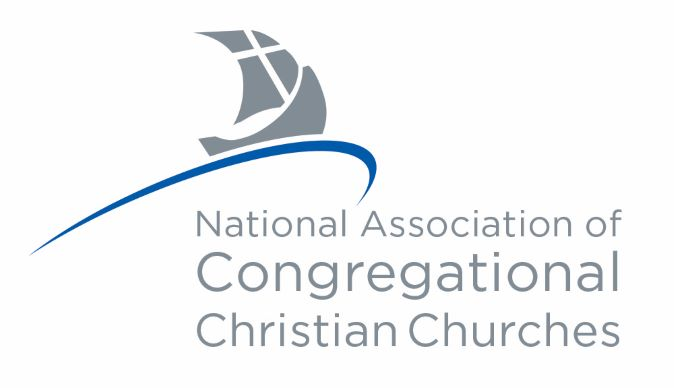 National Association of
Congregational
Christian Churches